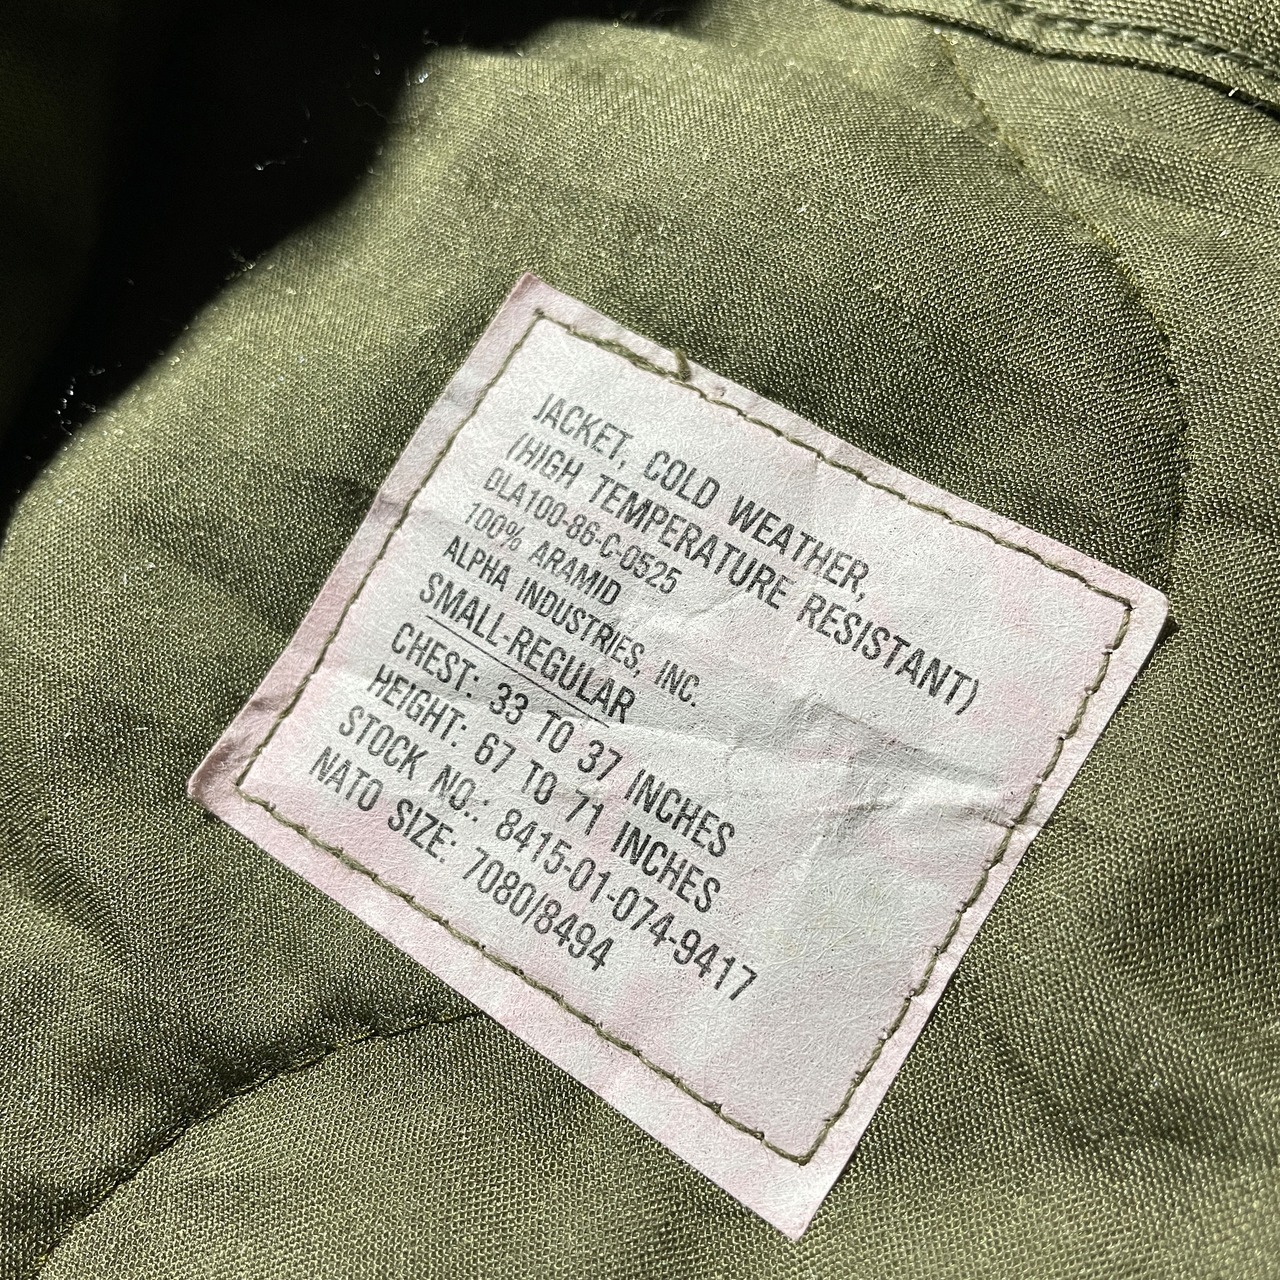 JACKET, COLD WEATHER,
(HIGH TEMPERATURE RESISTANT)
DLA100-86-C-0525
100% ARAMID
ALPHA INDUSTRIES, INC.
SMALL-REGULAR
CHEST: 33 TO 37 INCHES
HEIGHT: 67 TO 71 INCHES
STOCK NO.: 8415-01-074-9417
NATO SIZE: 7080/8494